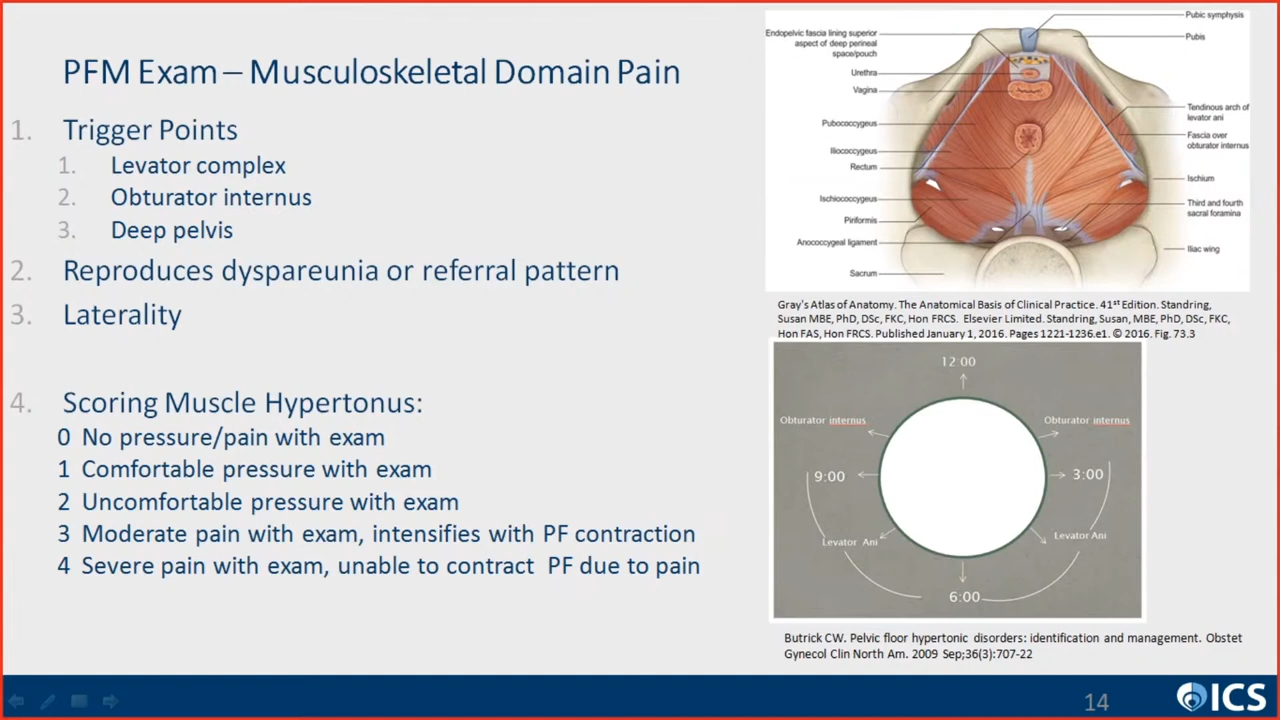 PFM Exam – Musculoskeletal Domain Pain
1. Trigger Points
1. Levator complex
2. Obturator internus
3. Deep pelvis
2. Reproduces dyspareunia or referral pattern
3. Laterality
4. Scoring Muscle Hypertonus:
0 No pressure/pain with exam
1 Comfortable pressure with exam
2 Uncomfortable pressure with exam
3 Moderate pain with exam, intensifies with PF contraction
4 Severe pain with exam, unable to contract PF due to pain
Endopelvic fascia lining superior
aspect of deep perineal
space/pouch
Urethra
Vagina
Pubococcygeus
Iliococcygeus
Rectum
Ischiococcygeus
Piriformis
Anococcygeal ligament
Sacrum
Pubic symphysis
Pubis
Tendinous arch of
levator ani
Fascia over
obturator internus
Ischium
Third and fourth
sacral foramina
Iliac wing
Gray's Atlas of Anatomy. The Anatomical Basis of Clinical Practice. 41st Edition. Standring,
Susan MBE, PhD, DSc, FKC, Hon FRCS. Elsevier Limited. Standring, Susan, MBE, PhD, DSc, FKC,
Hon FAS, Hon FRCS. Published January 1, 2016. Pages 1221-1236.e1. © 2016. Fig. 73.3
12:00
Obturator internus
Obturator internus
9:00
3:00
Levator Ani
Levator Ani
6:00
Butrick CW. Pelvic floor hypertonic disorders: identification and management. Obstet
Gynecol Clin North Am. 2009 Sep;36(3):707-22
14
ICS